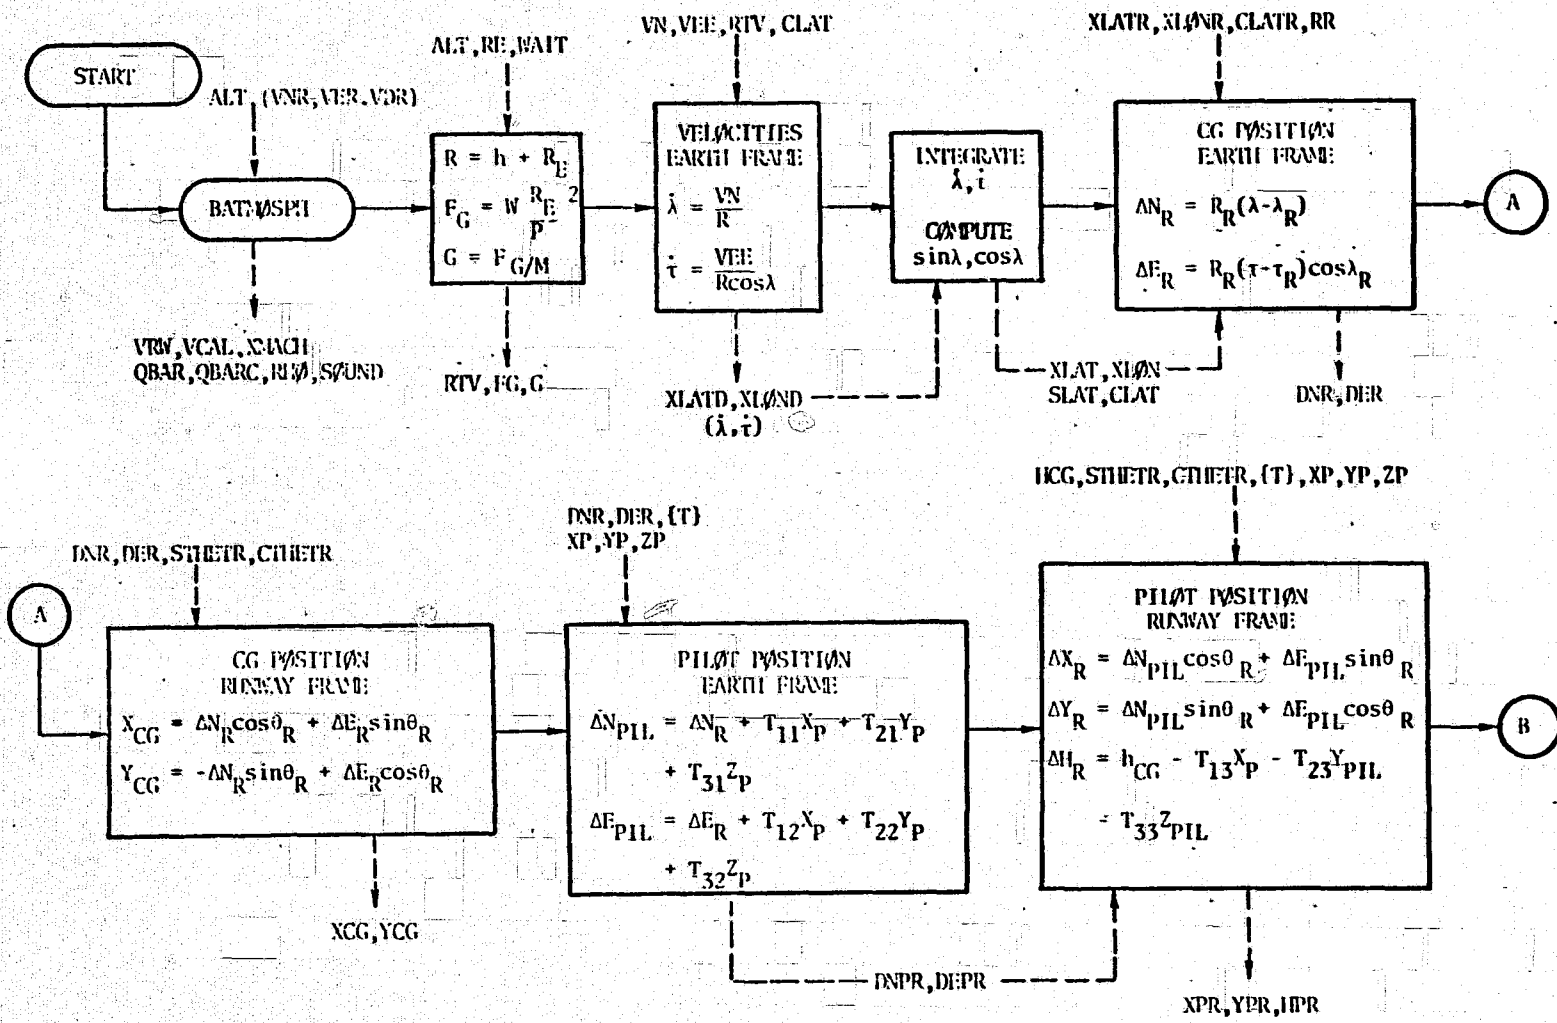 START
ALT, (VNR,VER,VDR)
BATMØSPH
VRW,VCAL,XMACH
QBAR,QBARC,RHØ,SØUND
ALT,RE,WAIT
R = h + R_E
F_G = W R_E^2 / R
G = F_G/M
RTV,FG,G
VN,VEE,RTV,CLAT
VELØCITIES
EARTH FRAME
λ̇ = VN/R
τ̇ = VEE/Rcosλ
XLATD,XLØND
(λ̇,τ̇)
INTEGRATE
λ̇,τ̇
CØMPUTE
sinλ,cosλ
XLAT,XLØN
SLAT,CLAT
XLATR,XLØNR,CLATR,RR
CG PØSITIØN
EARTH FRAME
ΔN_R = R_R(λ-λ_R)
ΔE_R = R_R(τ-τ_R)cosλ_R
DNR,DER
A
A
DNR,DER,STHETR,CTHETR
CG PØSITIØN
RUNWAY FRAME
X_CG = ΔN_R cosθ_R + ΔE_R sinθ_R
Y_CG = -ΔN_R sinθ_R + ΔE_R cosθ_R
XCG,YCG
DNR,DER,{T}
XP,YP,ZP
PILØT PØSITIØN
EARTH FRAME
ΔN_PIL = ΔN_R + T_11 X_P + T_21 Y_P
+ T_31 Z_P
ΔE_PIL = ΔE_R + T_12 X_P + T_22 Y_P
+ T_32 Z_P
DNPR,DEPR
HCG,STHETR,CTHETR,{T},XP,YP,ZP
PILØT PØSITIØN
RUNWAY FRAME
ΔX_R = ΔN_PIL cosθ_R + ΔE_PIL sinθ_R
ΔY_R = ΔN_PIL sinθ_R + ΔE_PIL cosθ_R
ΔH_R = h_CG - T_13 X_P - T_23 Y_PIL
- T_33 Z_PIL
XPR,YPR,HPR
B